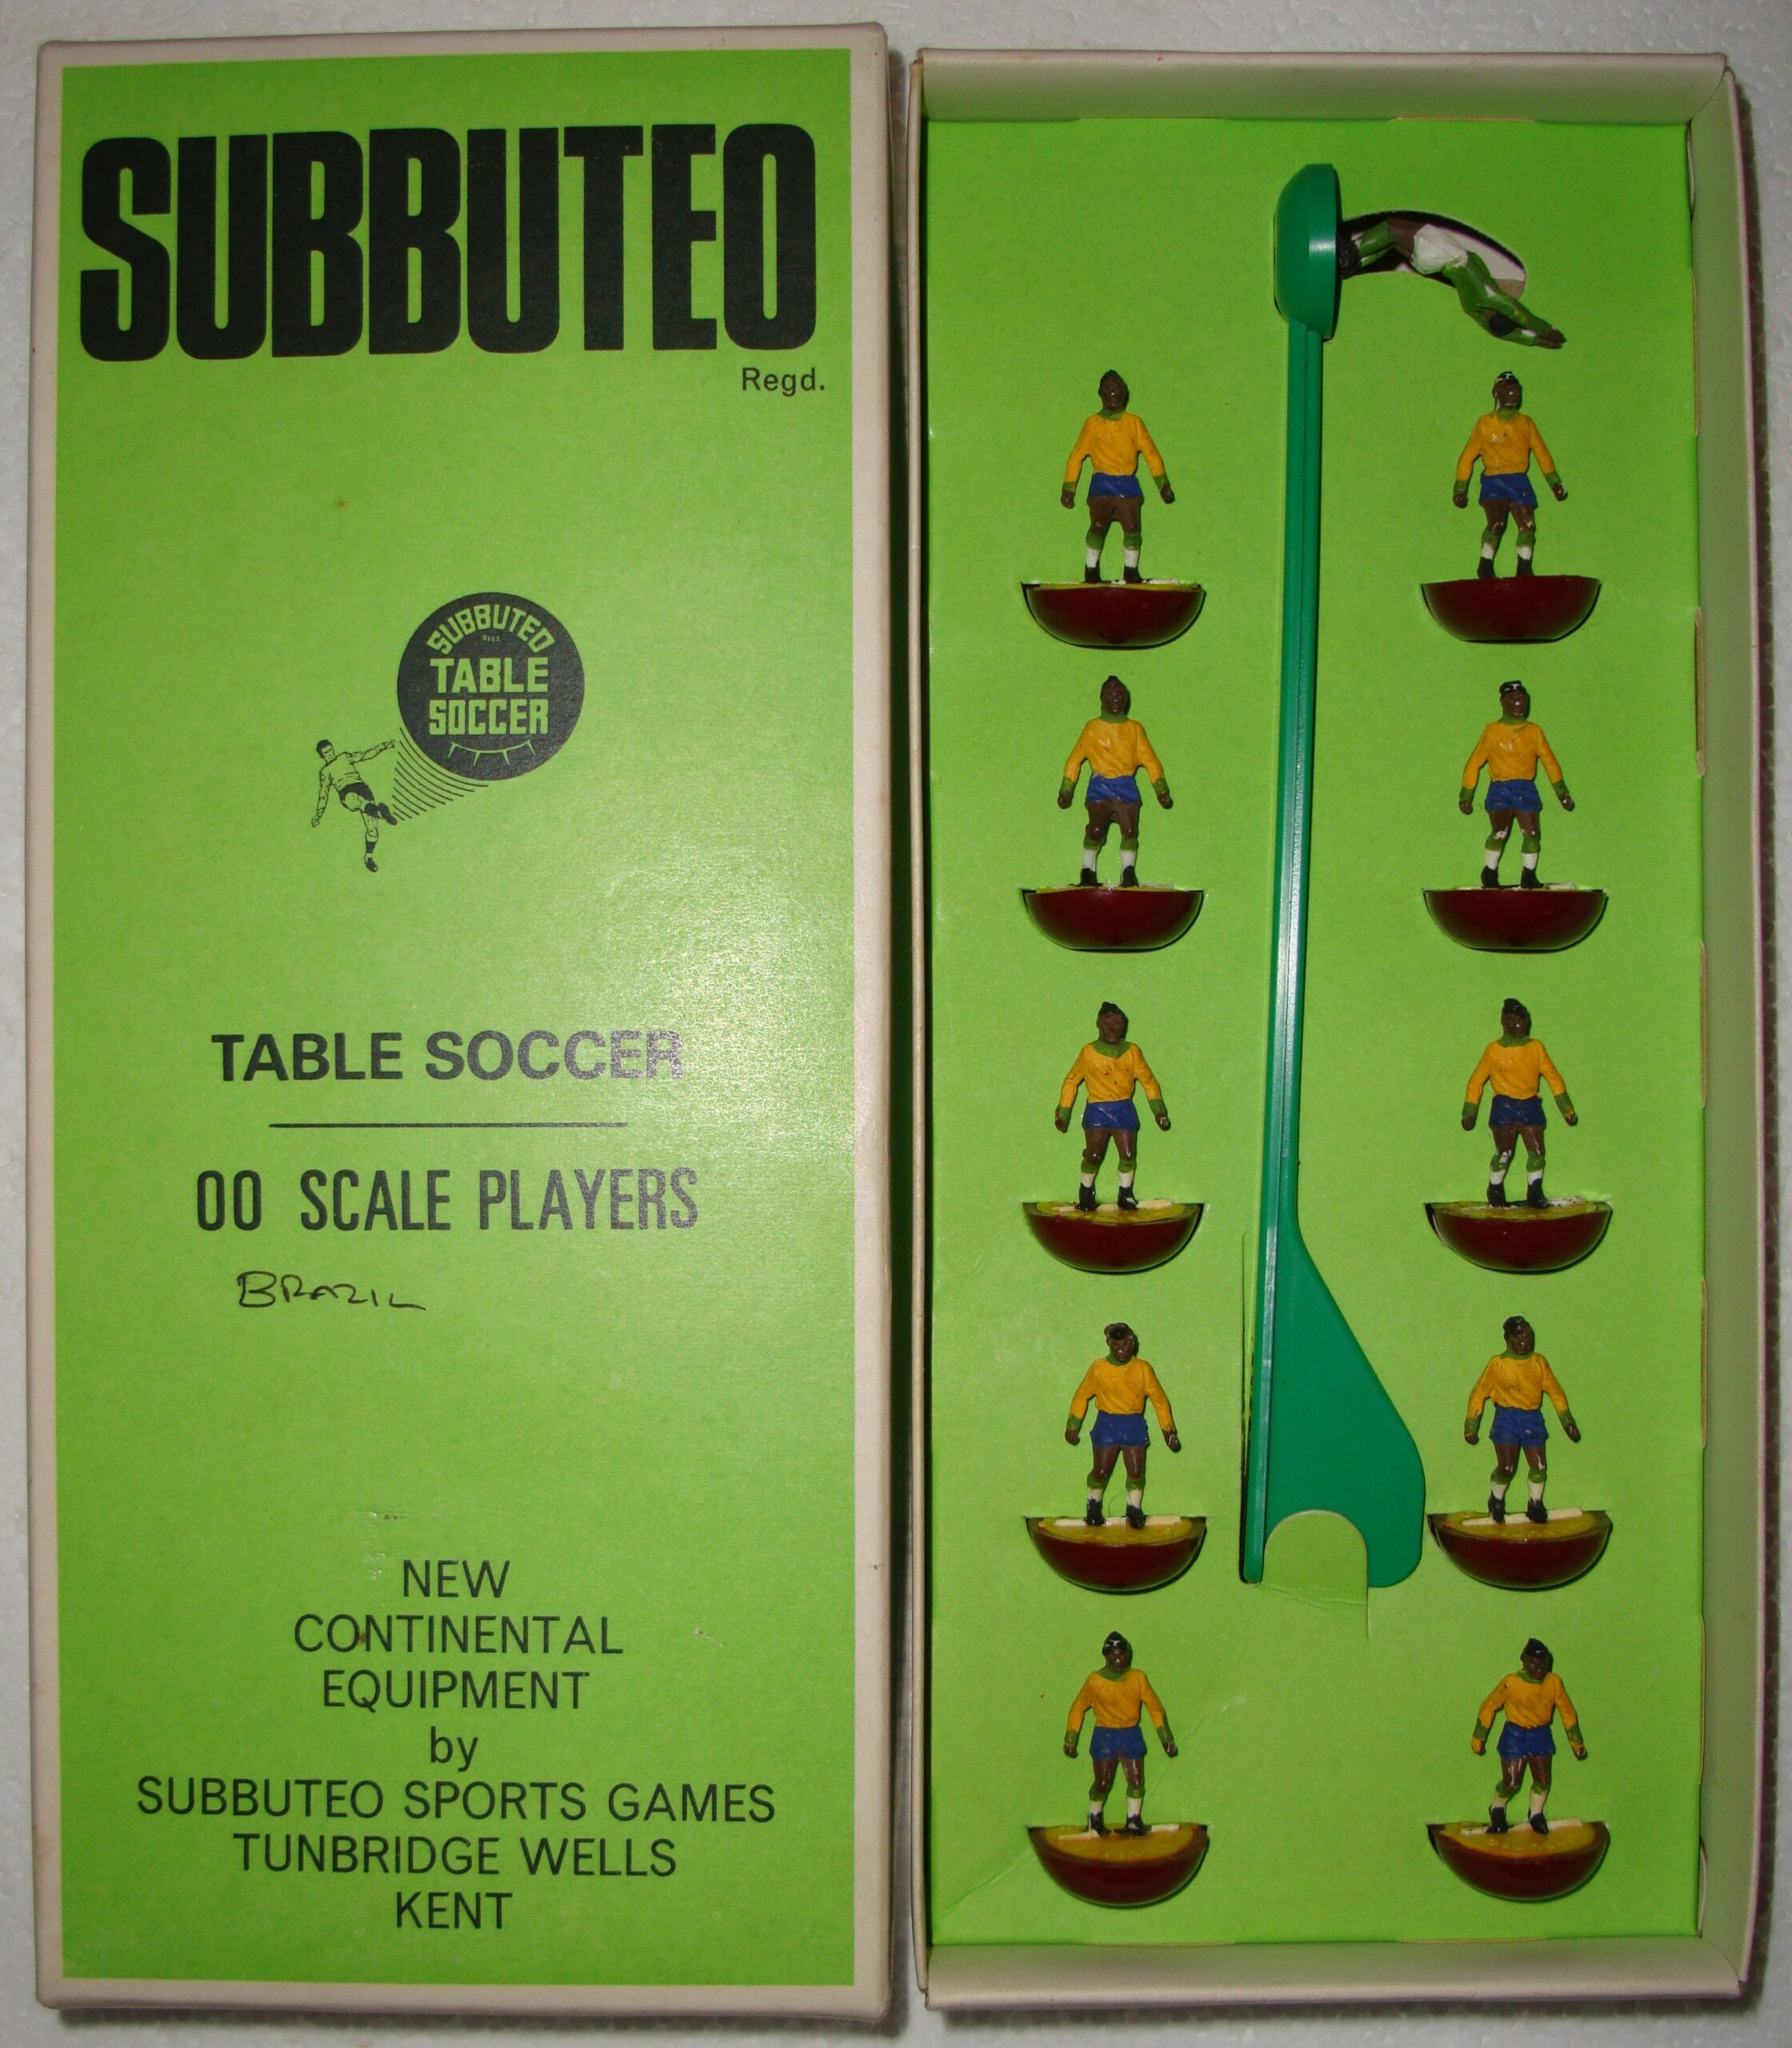 SUBBUTEO
Regd.
SUBBUTEO
Regd
TABLE
SOCCER
TABLE SOCCER
00 SCALE PLAYERS
BRAZIL
NEW
CONTINENTAL
EQUIPMENT
by
SUBBUTEO SPORTS GAMES
TUNBRIDGE WELLS
KENT